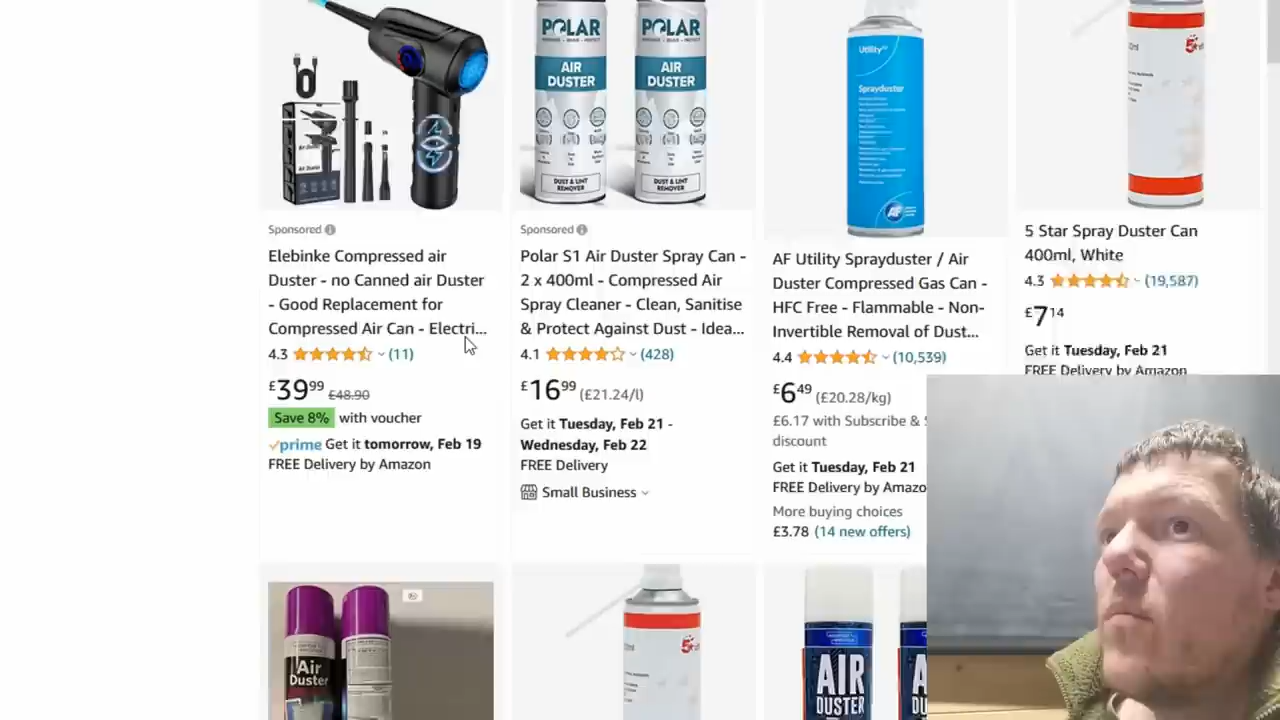 POLAR
AIR
DUSTER
DUST & LINT
REMOVER
POLAR
AIR
DUSTER
DUST & LINT
REMOVER
Utility
Sprayduster
AF
5
Sponsored
Elebinke Compressed air
Duster - no Canned air Duster
- Good Replacement for
Compressed Air Can - Electri...
4.3 (11)
£39.99 £48.90
Save 8% with voucher
prime Get it tomorrow, Feb 19
FREE Delivery by Amazon
Sponsored
Polar S1 Air Duster Spray Can -
2 x 400ml - Compressed Air
Spray Cleaner - Clean, Sanitise
& Protect Against Dust - Idea...
4.1 (428)
£16.99 (£21.24/l)
Get it Tuesday, Feb 21 -
Wednesday, Feb 22
FREE Delivery
Small Business
AF Utility Sprayduster / Air
Duster Compressed Gas Can -
HFC Free - Flammable - Non-
Invertible Removal of Dust...
4.4 (10,539)
£6.49 (£20.28/kg)
£6.17 with Subscribe &
discount
Get it Tuesday, Feb 21
FREE Delivery by Amazo
More buying choices
£3.78 (14 new offers)
5 Star Spray Duster Can
400ml, White
4.3 (19,587)
£7.14
Get it Tuesday, Feb 21
FREE Delivery by Amazon
Air
Duster
5
AIR
DUSTER